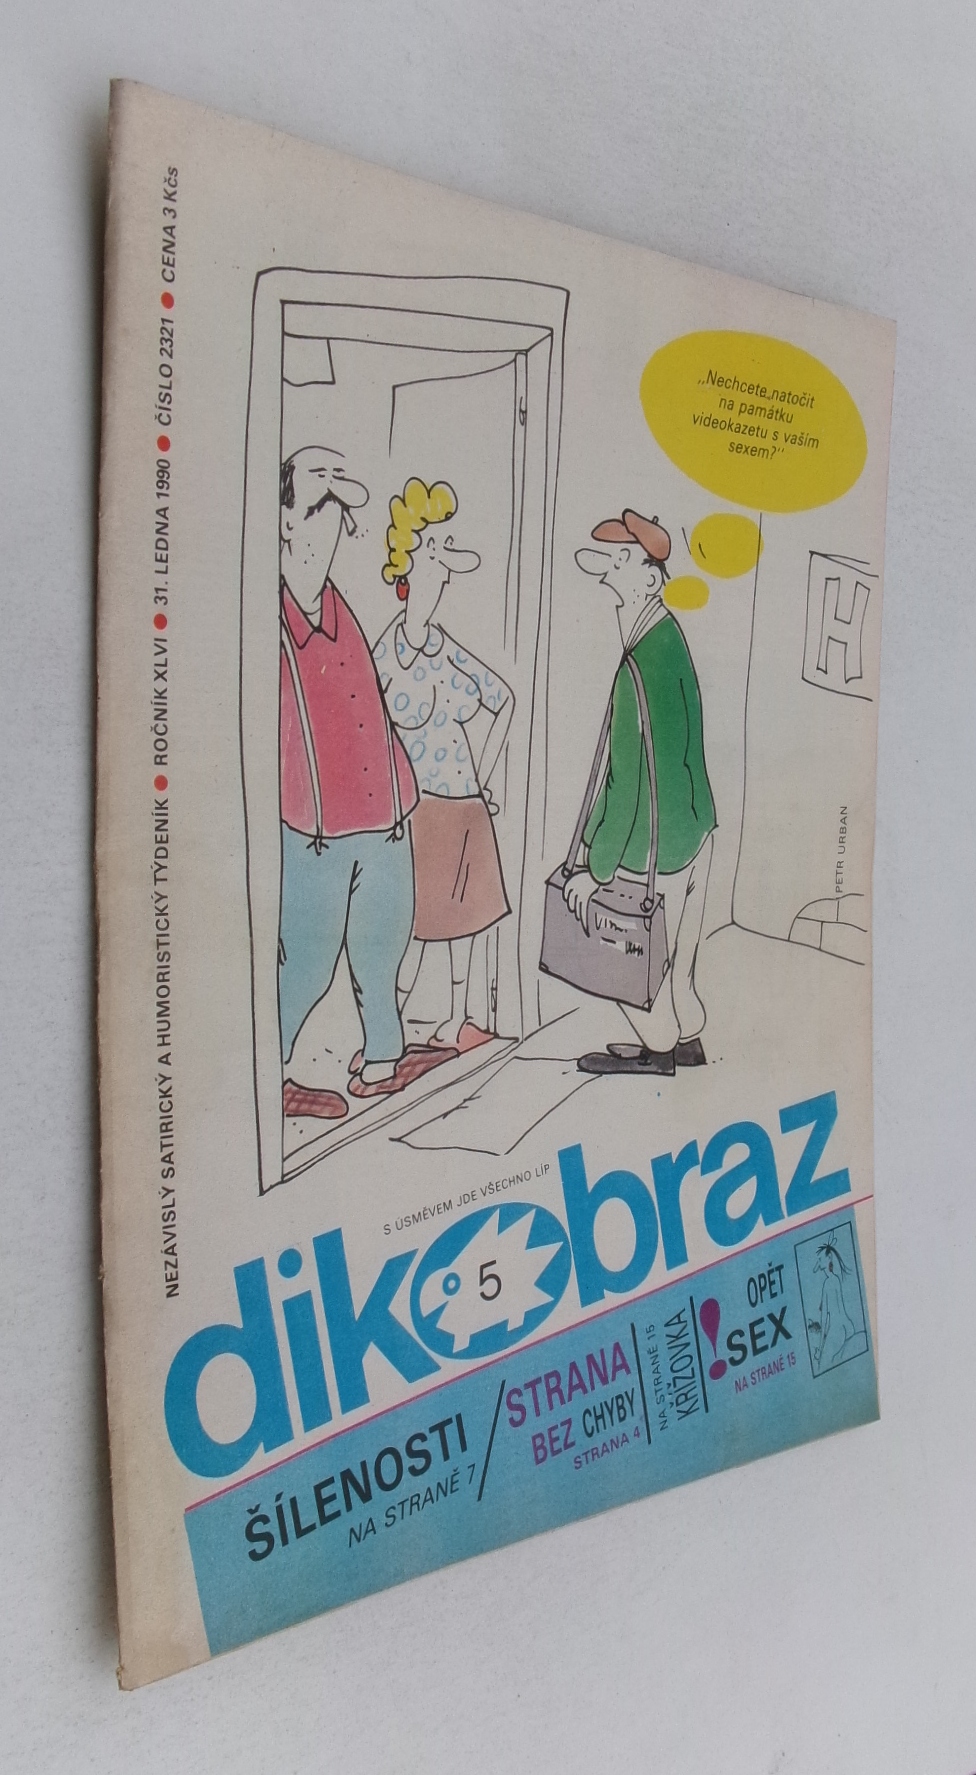 NEZÁVISLÝ SATIRICKÝ A HUMORISTICKÝ TÝDENÍK ● ROČNÍK XLVI ● 31. LEDNA 1990 ● ČÍSLO 2321 ● CENA 3 Kčs
„Nechcete natočit
na památku
videokazetu s vaším
sexem?“
PETR URBAN
S ÚSMĚVEM JDE VŠECHNO LÍP
dikobraz
5
ŠÍLENOSTI
NA STRANĚ 7
STRANA
BEZ CHYBY
STRANA 4
NA STRANĚ 15
KŘÍŽOVKA
! OPĚT
SEX
NA STRANĚ 15